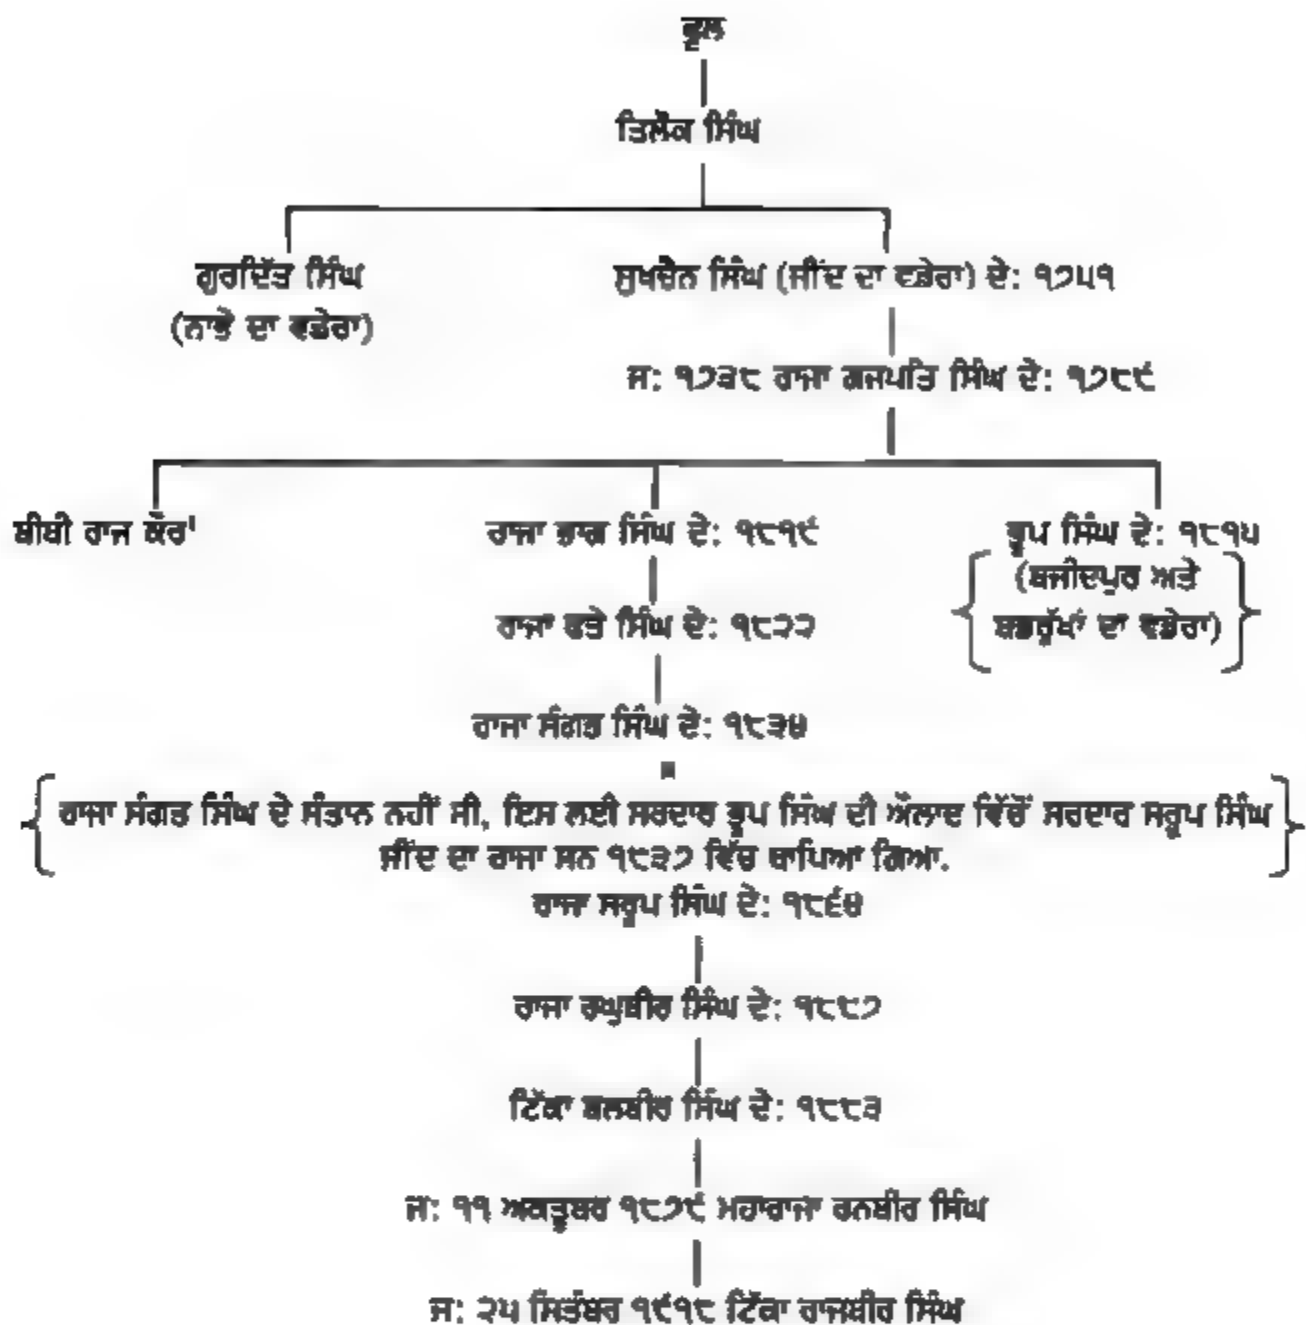 ਫੂਲ
ਤਿਲੋਕ ਸਿੰਘ
ਗੁਰਦਿੱਤ ਸਿੰਘ
(ਨਾਭੇ ਦਾ ਵਡੇਰਾ)
ਸੁਖਚੈਨ ਸਿੰਘ (ਜੀਂਦ ਦਾ ਵਡੇਰਾ) ਦੇ: ੧੭੫੧
ਜ: ੧੭੩੮ ਰਾਜਾ ਗਜਪਤਿ ਸਿੰਘ ਦੇ: ੧੭੮੯
ਬੀਬੀ ਰਾਜ ਕੌਰ¹
ਰਾਜਾ ਭਾਗ ਸਿੰਘ ਦੇ: ੧੮੧੯
ਭੂਪ ਸਿੰਘ ਦੇ: ੧੮੧੫
(ਬਜੀਦਪੁਰ ਅਤੇ
ਬਡਰੁੱਖਾਂ ਦਾ ਵਡੇਰਾ)
ਰਾਜਾ ਫਤੇ ਸਿੰਘ ਦੇ: ੧੮੨੨
ਰਾਜਾ ਸੰਗਤ ਸਿੰਘ ਦੇ: ੧੮੩੪
ਰਾਜਾ ਸੰਗਤ ਸਿੰਘ ਦੇ ਸੰਤਾਨ ਨਹੀਂ ਸੀ, ਇਸ ਲਈ ਸਰਦਾਰ ਭੂਪ ਸਿੰਘ ਦੀ ਔਲਾਦ ਵਿੱਚੋਂ ਸਰਦਾਰ ਸਰੂਪ ਸਿੰਘ
ਜੀਂਦ ਦਾ ਰਾਜਾ ਸਨ ੧੮੩੭ ਵਿੱਚ ਥਾਪਿਆ ਗਿਆ.
ਰਾਜਾ ਸਰੂਪ ਸਿੰਘ ਦੇ: ੧੮੬੪
ਰਾਜਾ ਰਘੁਬੀਰ ਸਿੰਘ ਦੇ: ੧੮੮੭
ਟਿੱਕਾ ਬਲਬੀਰ ਸਿੰਘ ਦੇ: ੧੮੮੩
ਜ: ੧੧ ਅਕਤੂਬਰ ੧੮੭੯ ਮਹਾਰਾਜਾ ਰਨਬੀਰ ਸਿੰਘ
ਜ: ੨੫ ਸਿਤੰਬਰ ੧੯੧੮ ਟਿੱਕਾ ਰਾਜਬੀਰ ਸਿੰਘ